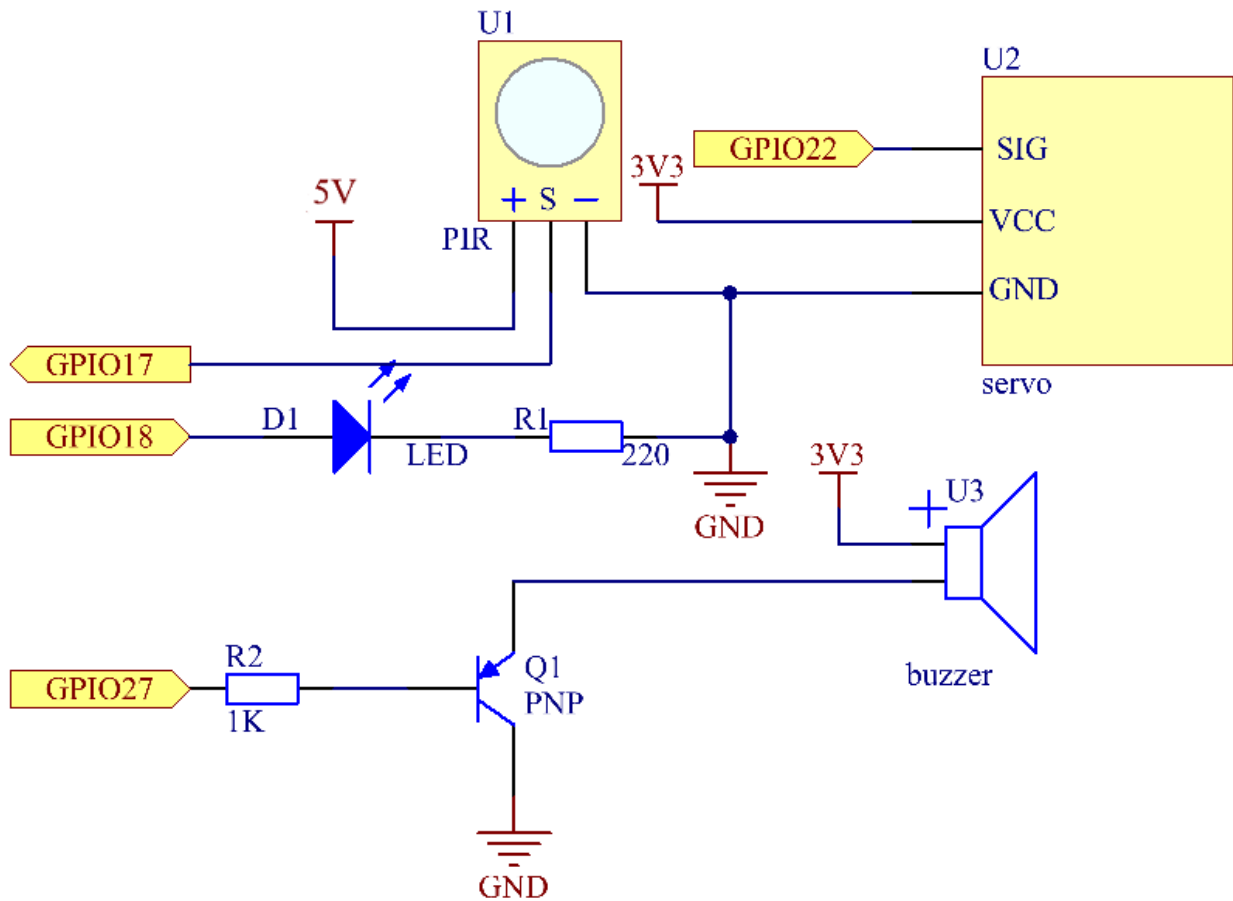 U1
U2
GPIO22
SIG
3V3
5V
+ S −
VCC
PIR
GND
GPIO17
servo
D1
R1
GPIO18
LED
220
3V3
U3
+
GND
R2
Q1
buzzer
GPIO27
PNP
1K
GND